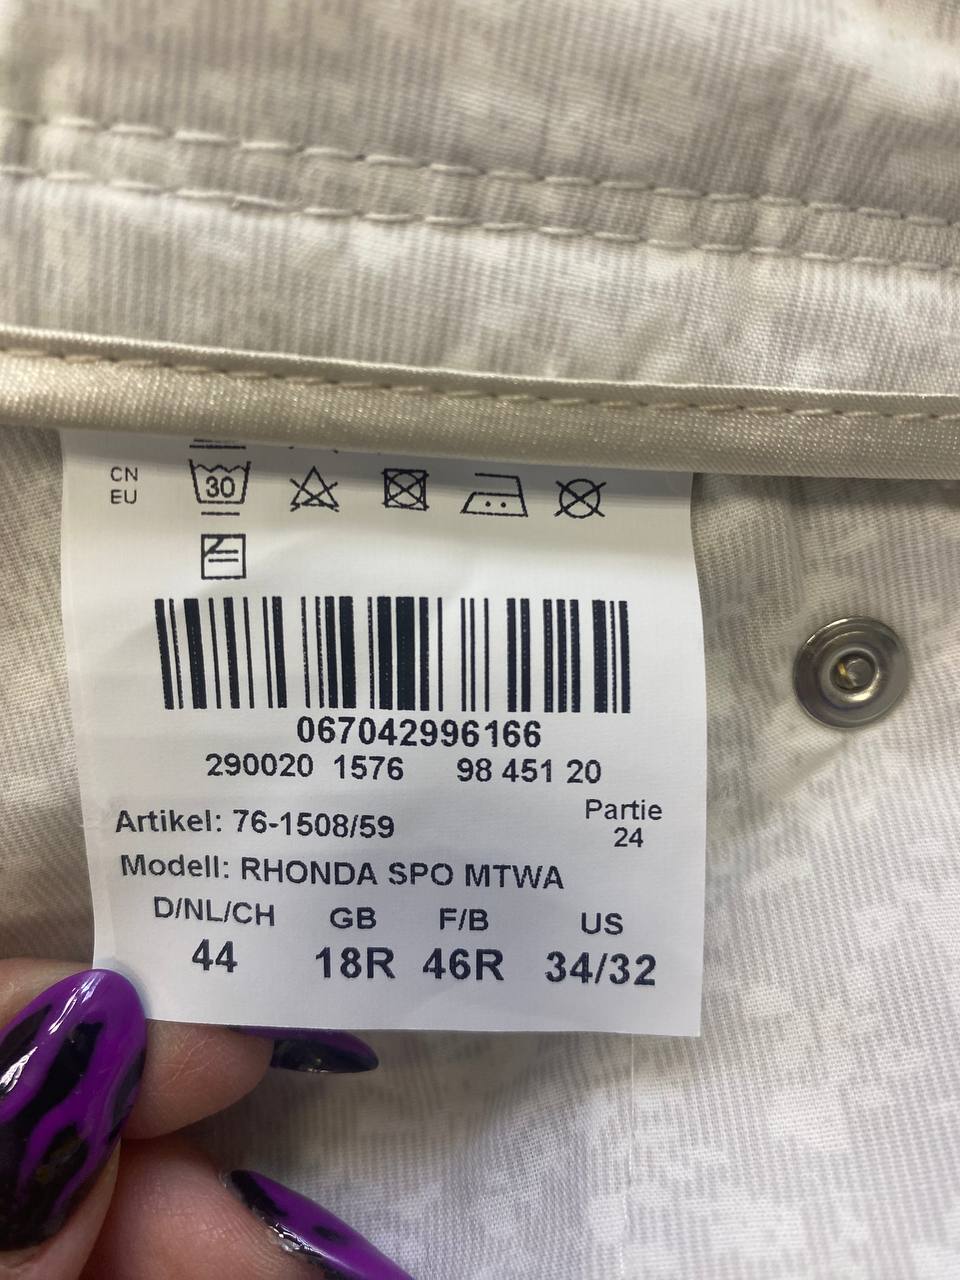 CN
EU
30
067042996166
290020 1576 98 451 20
Artikel: 76-1508/59
Partie
24
Modell: RHONDA SPO MTWA
D/NL/CH GB F/B US
44 18R 46R 34/32